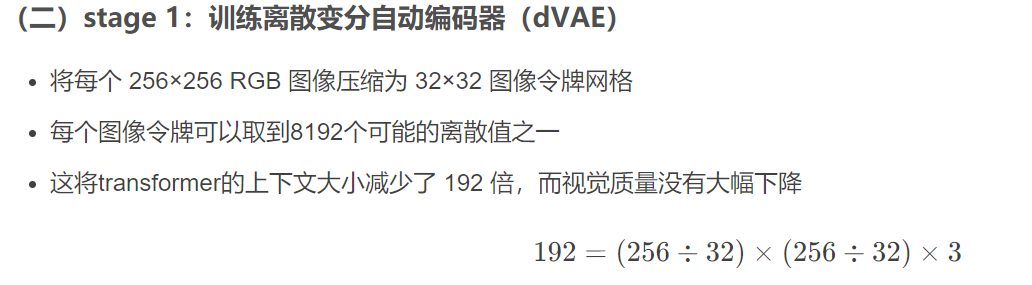 (二）stage 1：训练离散变分自动编码器（dVAE）
• 将每个 256×256 RGB 图像压缩为 32×32 图像令牌网格
• 每个图像令牌可以取到8192个可能的离散值之一
• 这将transformer的上下文大小减少了 192 倍，而视觉质量没有大幅下降
192 = (256 ÷ 32) × (256 ÷ 32) × 3